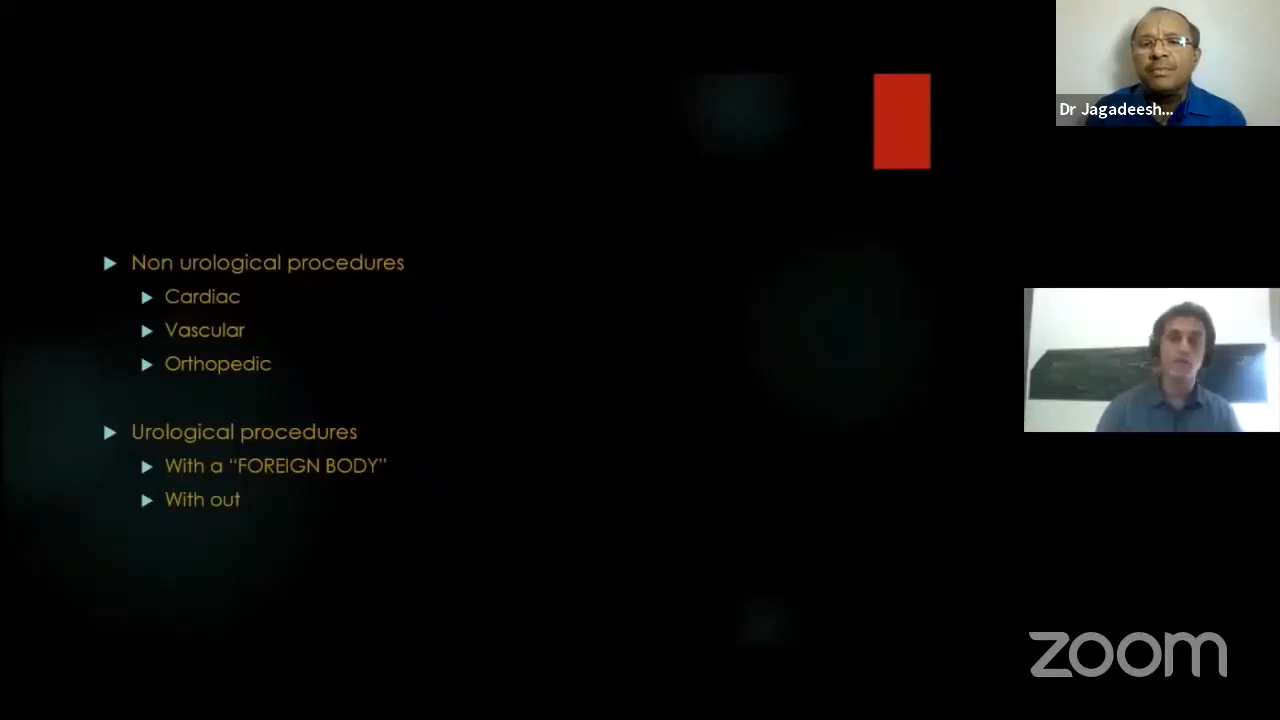 Dr Jagadeesh...
Non urological procedures
Cardiac
Vascular
Orthopedic
Urological procedures
With a “FOREIGN BODY”
With out
zoom